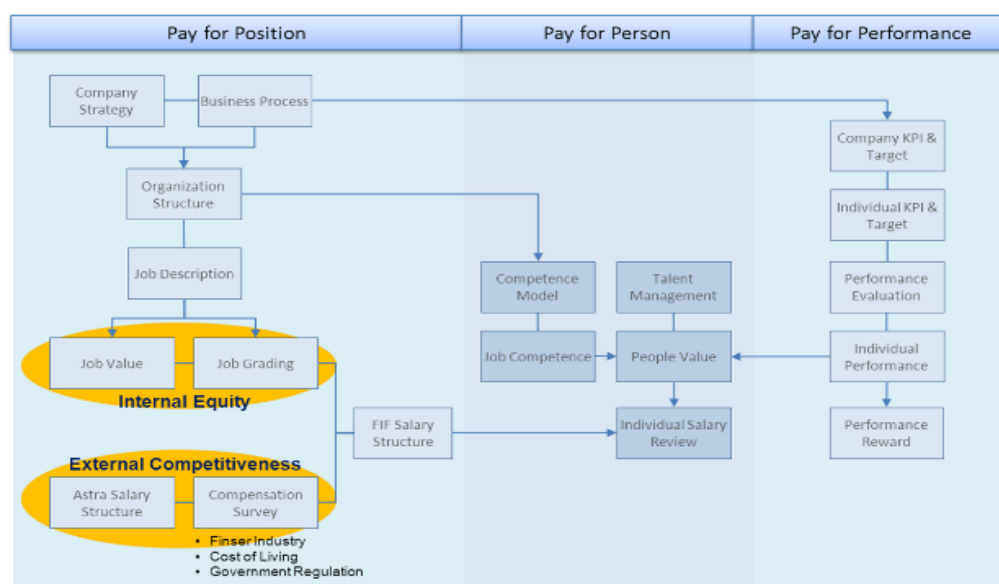 Pay for Position
Pay for Person
Pay for Performance
Company
Strategy
Business Process
Company KPI &
Target
Organization
Structure
Individual KPI &
Target
Job Description
Competence
Model
Talent
Management
Performance
Evaluation
Job Value
Job Grading
Job Competence
People Value
Individual
Performance
Internal Equity
FIF Salary
Structure
Individual Salary
Review
Performance
Reward
External Competitiveness
Astra Salary
Structure
Compensation
Survey
• Finser Industry
• Cost of Living
• Government Regulation